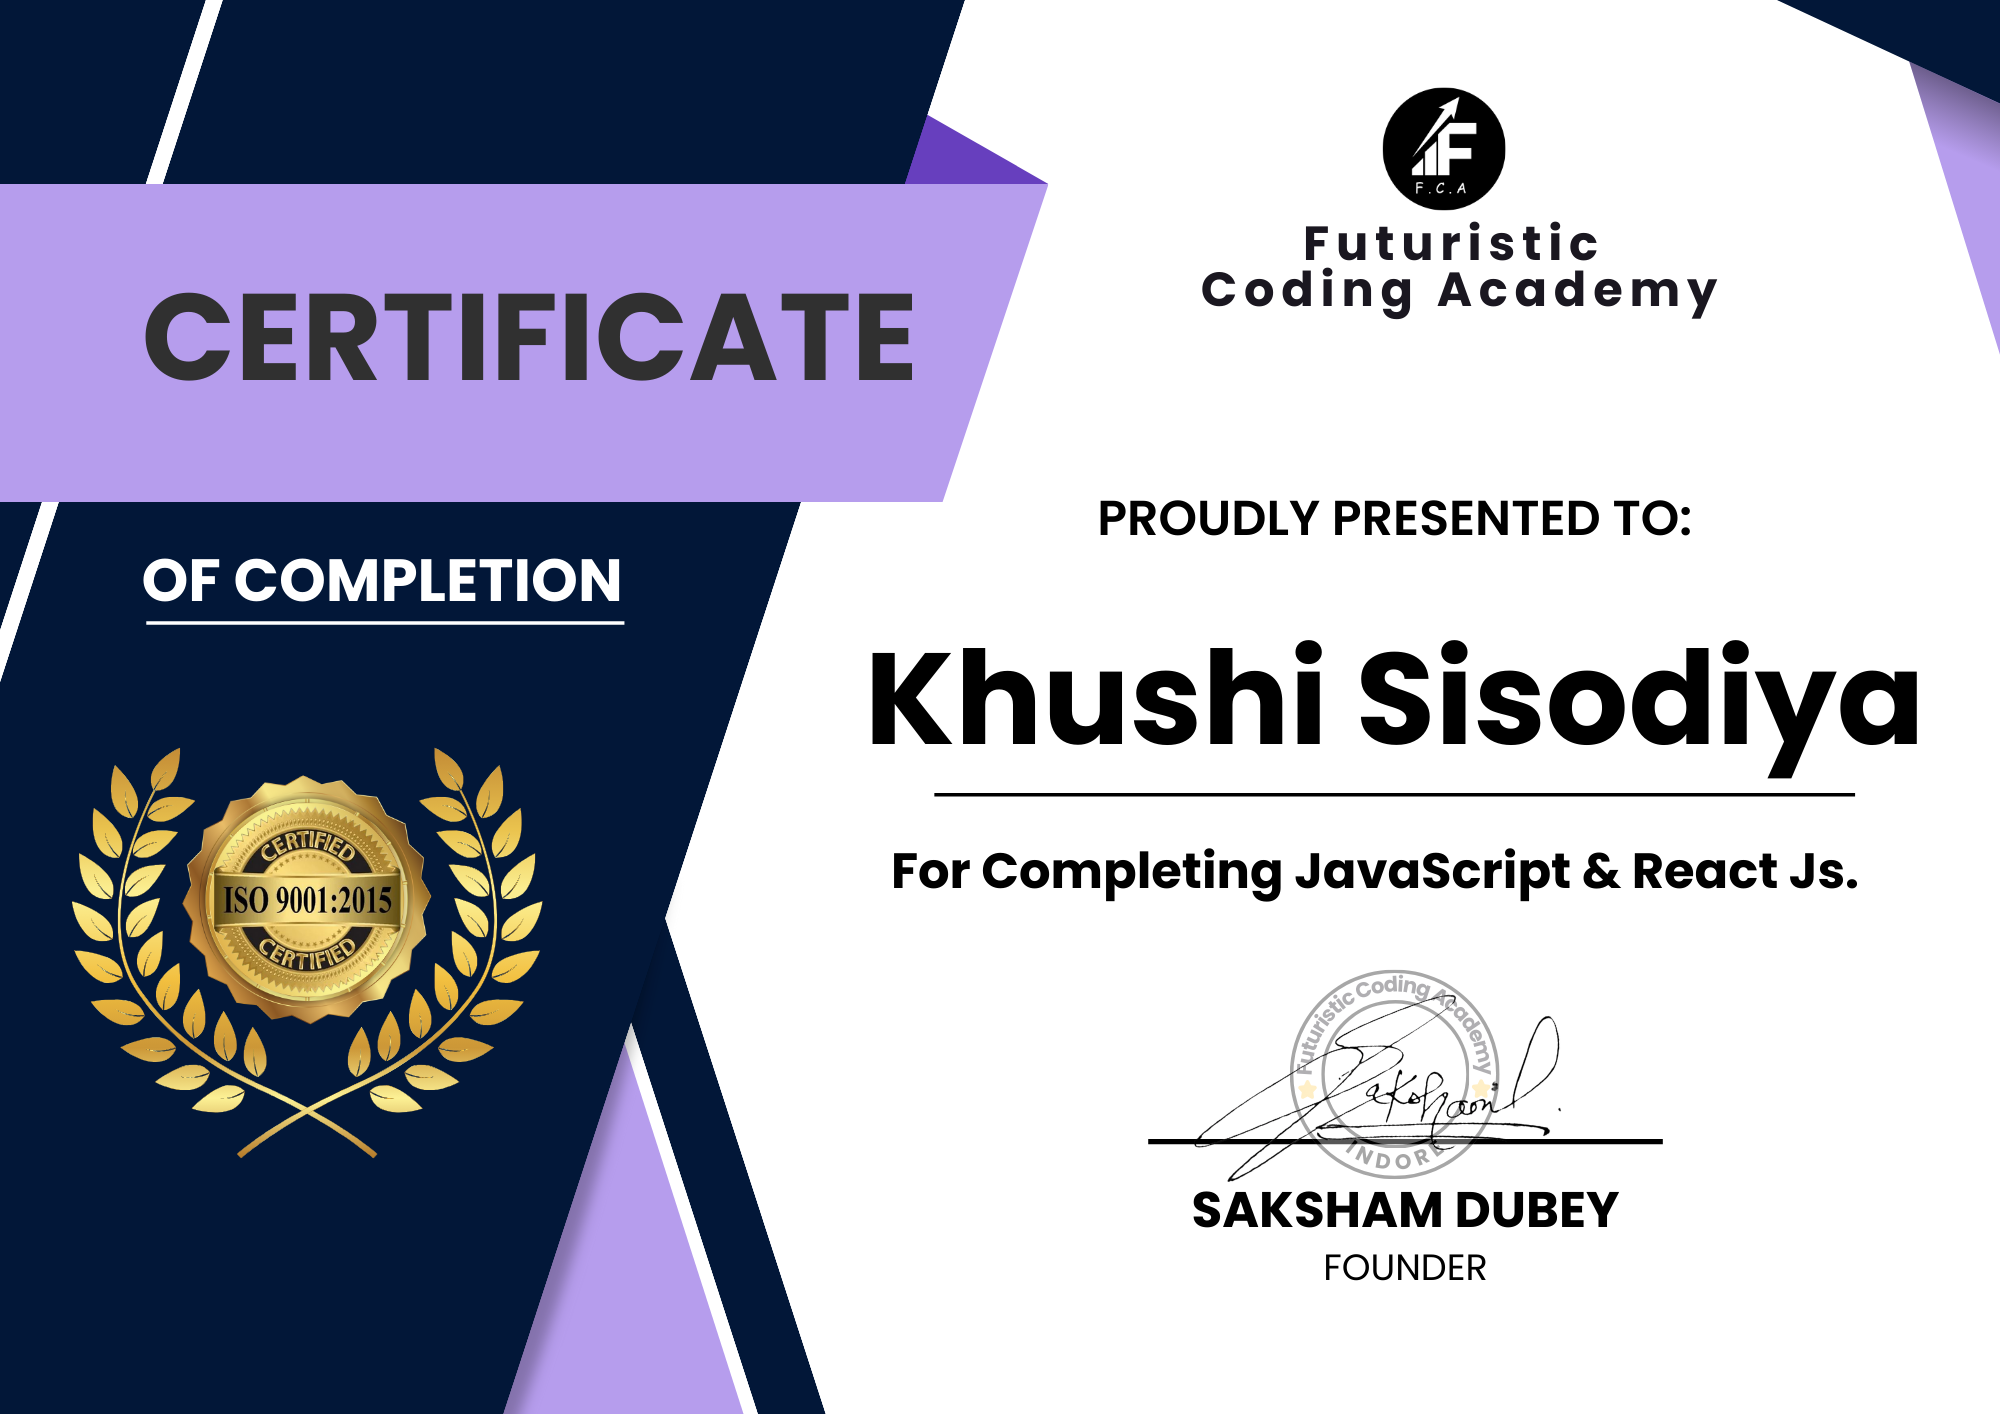 F.C.A
Futuristic
Coding Academy
CERTIFICATE
OF COMPLETION
PROUDLY PRESENTED TO:
Khushi Sisodiya
For Completing JavaScript & React Js.
CERTIFIED
ISO 9001:2015
CERTIFIED
Futuristic Coding Academy
Saksham
INDORE
SAKSHAM DUBEY
FOUNDER